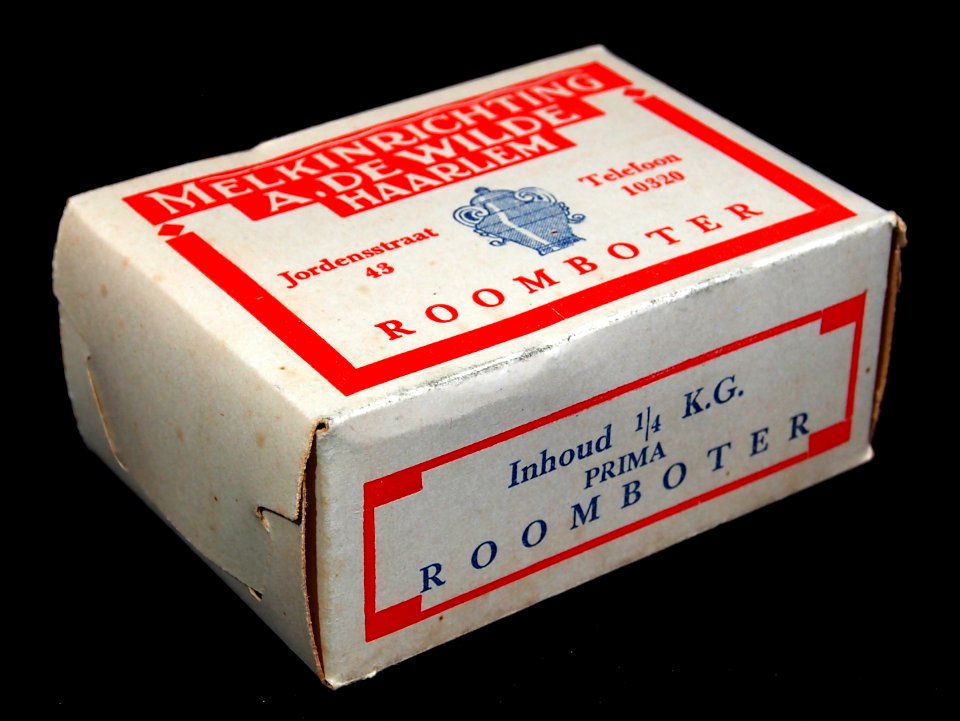 MELKINRICHTING
A. DE WILDE
HAARLEM
Jordensstraat
43
Telefoon
10320
ROOMBOTER
Inhoud 1/4 K.G.
PRIMA
ROOMBOTER